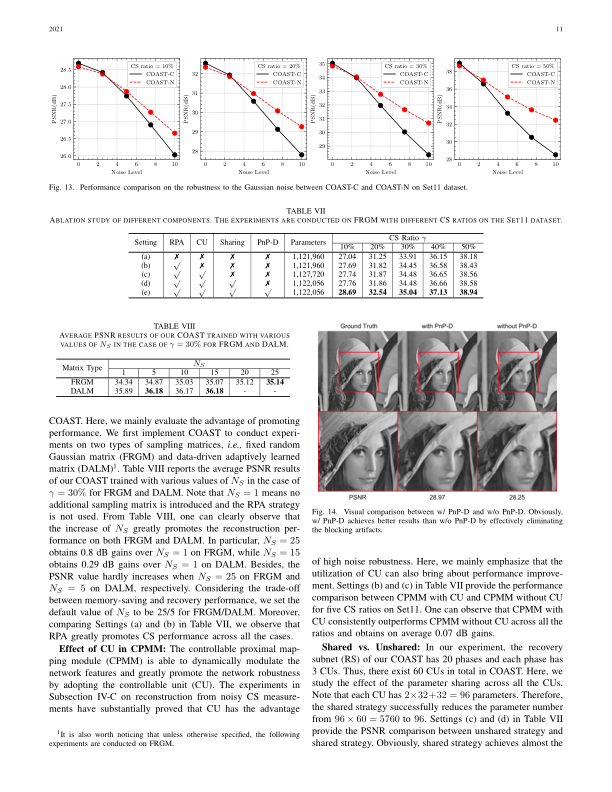 2021
11
CS ratio = 10%
COAST-C
COAST-N
28.5
28.0
27.5
27.0
26.5
26.0
PSNR(dB)
0 2 4 6 8 10
Noise Level
CS ratio = 20%
COAST-C
COAST-N
32
31
30
29
28
PSNR(dB)
0 2 4 6 8 10
Noise Level
CS ratio = 30%
COAST-C
COAST-N
35
34
33
32
31
30
29
PSNR(dB)
0 2 4 6 8 10
Noise Level
CS ratio = 50%
COAST-C
COAST-N
38
36
34
32
30
28
PSNR(dB)
0 2 4 6 8 10
Noise Level
Fig. 13. Performance comparison on the robustness to the Gaussian noise between COAST-C and COAST-N on Set11 dataset.
TABLE VII
ABLATION STUDY OF DIFFERENT COMPONENTS. THE EXPERIMENTS ARE CONDUCTED ON FRGM WITH DIFFERENT CS RATIOS ON THE SET11 DATASET.
Setting RPA CU Sharing PnP-D Parameters CS Ratio γ
10% 20% 30% 40% 50%
(a) ✗ ✗ ✗ ✗ 1,121,960 27.04 31.25 33.91 36.15 38.18
(b) ✓ ✗ ✗ ✗ 1,121,960 27.69 31.82 34.45 36.58 38.43
(c) ✓ ✓ ✗ ✗ 1,127,720 27.74 31.87 34.48 36.65 38.56
(d) ✓ ✓ ✓ ✗ 1,122,056 27.76 31.86 34.48 36.66 38.58
(e) ✓ ✓ ✓ ✓ 1,122,056 28.69 32.54 35.04 37.13 38.94
TABLE VIII
AVERAGE PSNR RESULTS OF OUR COAST TRAINED WITH VARIOUS
VALUES OF N_S IN THE CASE OF γ = 30% FOR FRGM AND DALM.
Matrix Type N_S
1 5 10 15 20 25
FRGM 34.34 34.87 35.03 35.07 35.12 35.14
DALM 35.89 36.18 36.17 36.18 - -
COAST. Here, we mainly evaluate the advantage of promoting
performance. We first implement COAST to conduct experi-
ments on two types of sampling matrices, i.e., fixed random
Gaussian matrix (FRGM) and data-driven adaptively learned
matrix (DALM)¹. Table VIII reports the average PSNR results
of our COAST trained with various values of N_S in the case of
γ = 30% for FRGM and DALM. Note that N_S = 1 means no
additional sampling matrix is introduced and the RPA strategy
is not used. From Table VIII, one can clearly observe that
the increase of N_S greatly promotes the reconstruction per-
formance on both FRGM and DALM. In particular, N_S = 25
obtains 0.8 dB gains over N_S = 1 on FRGM, while N_S = 15
obtains 0.29 dB gains over N_S = 1 on DALM. Besides, the
PSNR value hardly increases when N_S = 25 on FRGM and
N_S = 5 on DALM, respectively. Considering the trade-off
between memory-saving and recovery performance, we set the
default value of N_S to be 25/5 for FRGM/DALM. Moreover,
comparing Settings (a) and (b) in Table VII, we observe that
RPA greatly promotes CS performance across all the cases.
Effect of CU in CPMM: The controllable proximal map-
ping module (CPMM) is able to dynamically modulate the
network features and greatly promote the network robustness
by adopting the controllable unit (CU). The experiments in
Subsection IV-C on reconstruction from noisy CS measure-
ments have substantially proved that CU has the advantage
¹It is also worth noticing that unless otherwise specified, the following
experiments are conducted on FRGM.
Ground Truth with PnP-D without PnP-D
PSNR 28.97 28.25
Fig. 14. Visual comparison between w/ PnP-D and w/o PnP-D. Obviously,
w/ PnP-D achieves better results than w/o PnP-D by effectively eliminating
the blocking artifacts.
of high noise robustness. Here, we mainly emphasize that the
utilization of CU can also bring about performance improve-
ment. Settings (b) and (c) in Table VII provide the performance
comparison between CPMM with CU and CPMM without CU
for five CS ratios on Set11. One can observe that CPMM with
CU consistently outperforms CPMM without CU across all the
ratios and obtains on average 0.07 dB gains.
Shared vs. Unshared: In our experiment, the recovery
subnet (RS) of our COAST has 20 phases and each phase has
3 CUs. Thus, there exist 60 CUs in total in COAST. Here, we
study the effect of the parameter sharing across all the CUs.
Note that each CU has 2×32+32 = 96 parameters. Therefore,
the shared strategy successfully reduces the parameter number
from 96 × 60 = 5760 to 96. Settings (c) and (d) in Table VII
provide the PSNR comparison between unshared strategy and
shared strategy. Obviously, shared strategy achieves almost the